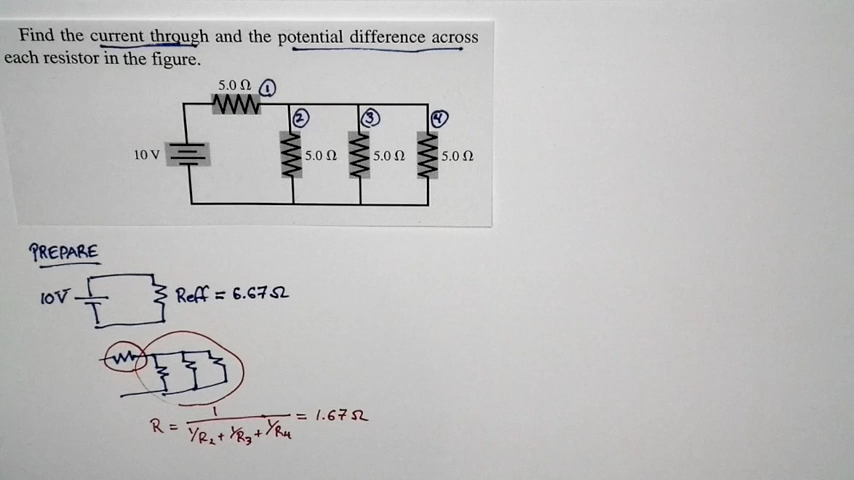 Find the current through and the potential difference across
each resistor in the figure.
5.0 Ω ①
② ③ ④
10 V 5.0 Ω 5.0 Ω 5.0 Ω
PREPARE
10V Reff = 6.67Ω
R = 1 / (1/R₂ + 1/R₃ + 1/R₄) = 1.67 Ω